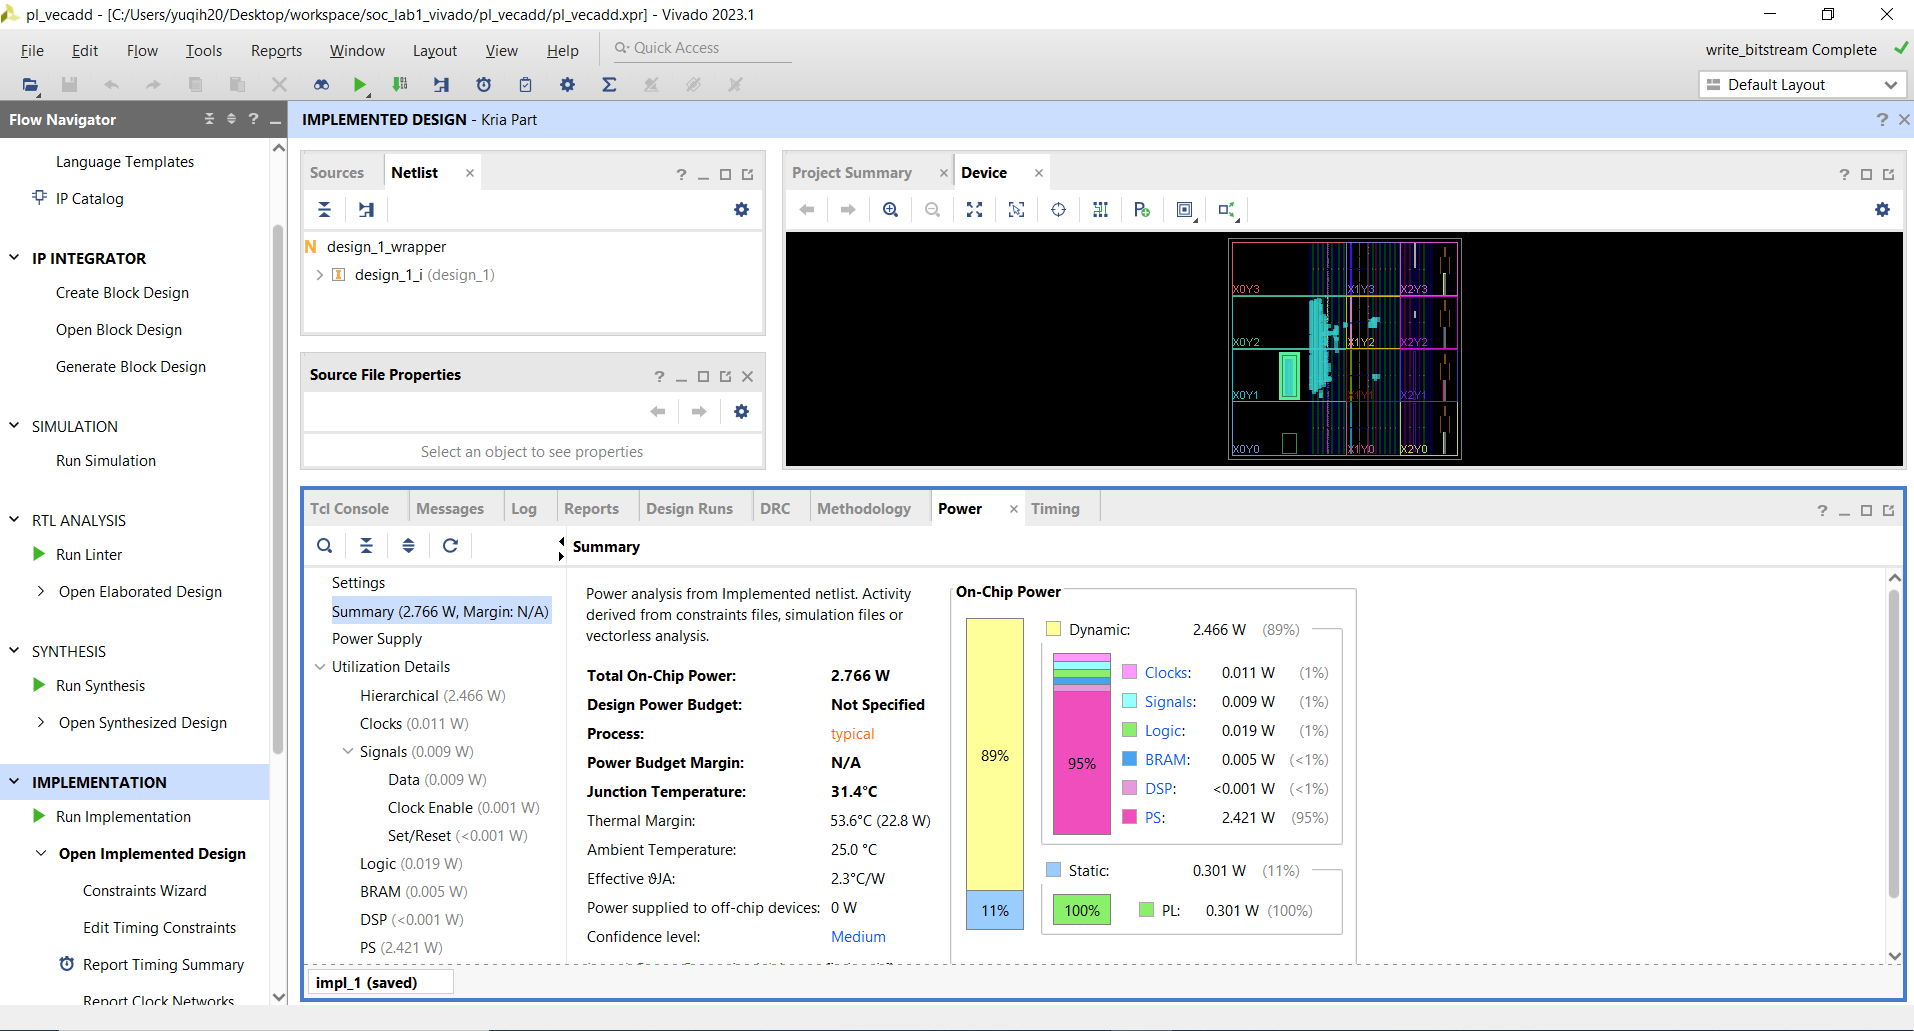 pl_vecadd - [C:/Users/yuqih20/Desktop/workspace/soc_lab1_vivado/pl_vecadd/pl_vecadd.xpr] - Vivado 2023.1
File Edit Flow Tools Reports Window Layout View Help Quick Access
write_bitstream Complete
Default Layout
Flow Navigator
IMPLEMENTED DESIGN - Kria Part
Language Templates
IP Catalog
IP INTEGRATOR
Create Block Design
Open Block Design
Generate Block Design
SIMULATION
Run Simulation
RTL ANALYSIS
Run Linter
Open Elaborated Design
SYNTHESIS
Run Synthesis
Open Synthesized Design
IMPLEMENTATION
Run Implementation
Open Implemented Design
Constraints Wizard
Edit Timing Constraints
Report Timing Summary
Report Clock Networks
Sources Netlist
design_1_wrapper
design_1_i (design_1)
Source File Properties
Select an object to see properties
Project Summary Device
X0Y3 X1Y3 X2Y3
X0Y2 X1Y2 X2Y2
X0Y1 X1Y1 X2Y1
X0Y0 X1Y0 X2Y0
Tcl Console Messages Log Reports Design Runs DRC Methodology Power Timing
Summary
Settings
Summary (2.766 W, Margin: N/A)
Power Supply
Utilization Details
Hierarchical (2.466 W)
Clocks (0.011 W)
Signals (0.009 W)
Data (0.009 W)
Clock Enable (0.001 W)
Set/Reset (<0.001 W)
Logic (0.019 W)
BRAM (0.005 W)
DSP (<0.001 W)
PS (2.421 W)
Power analysis from Implemented netlist. Activity
derived from constraints files, simulation files or
vectorless analysis.
Total On-Chip Power: 2.766 W
Design Power Budget: Not Specified
Process: typical
Power Budget Margin: N/A
Junction Temperature: 31.4°C
Thermal Margin: 53.6°C (22.8 W)
Ambient Temperature: 25.0 °C
Effective ϑJA: 2.3°C/W
Power supplied to off-chip devices: 0 W
Confidence level: Medium
On-Chip Power
89%
11%
Dynamic: 2.466 W (89%)
95%
Clocks: 0.011 W (1%)
Signals: 0.009 W (1%)
Logic: 0.019 W (1%)
BRAM: 0.005 W (<1%)
DSP: <0.001 W (<1%)
PS: 2.421 W (95%)
Static: 0.301 W (11%)
100%
PL: 0.301 W (100%)
impl_1 (saved)